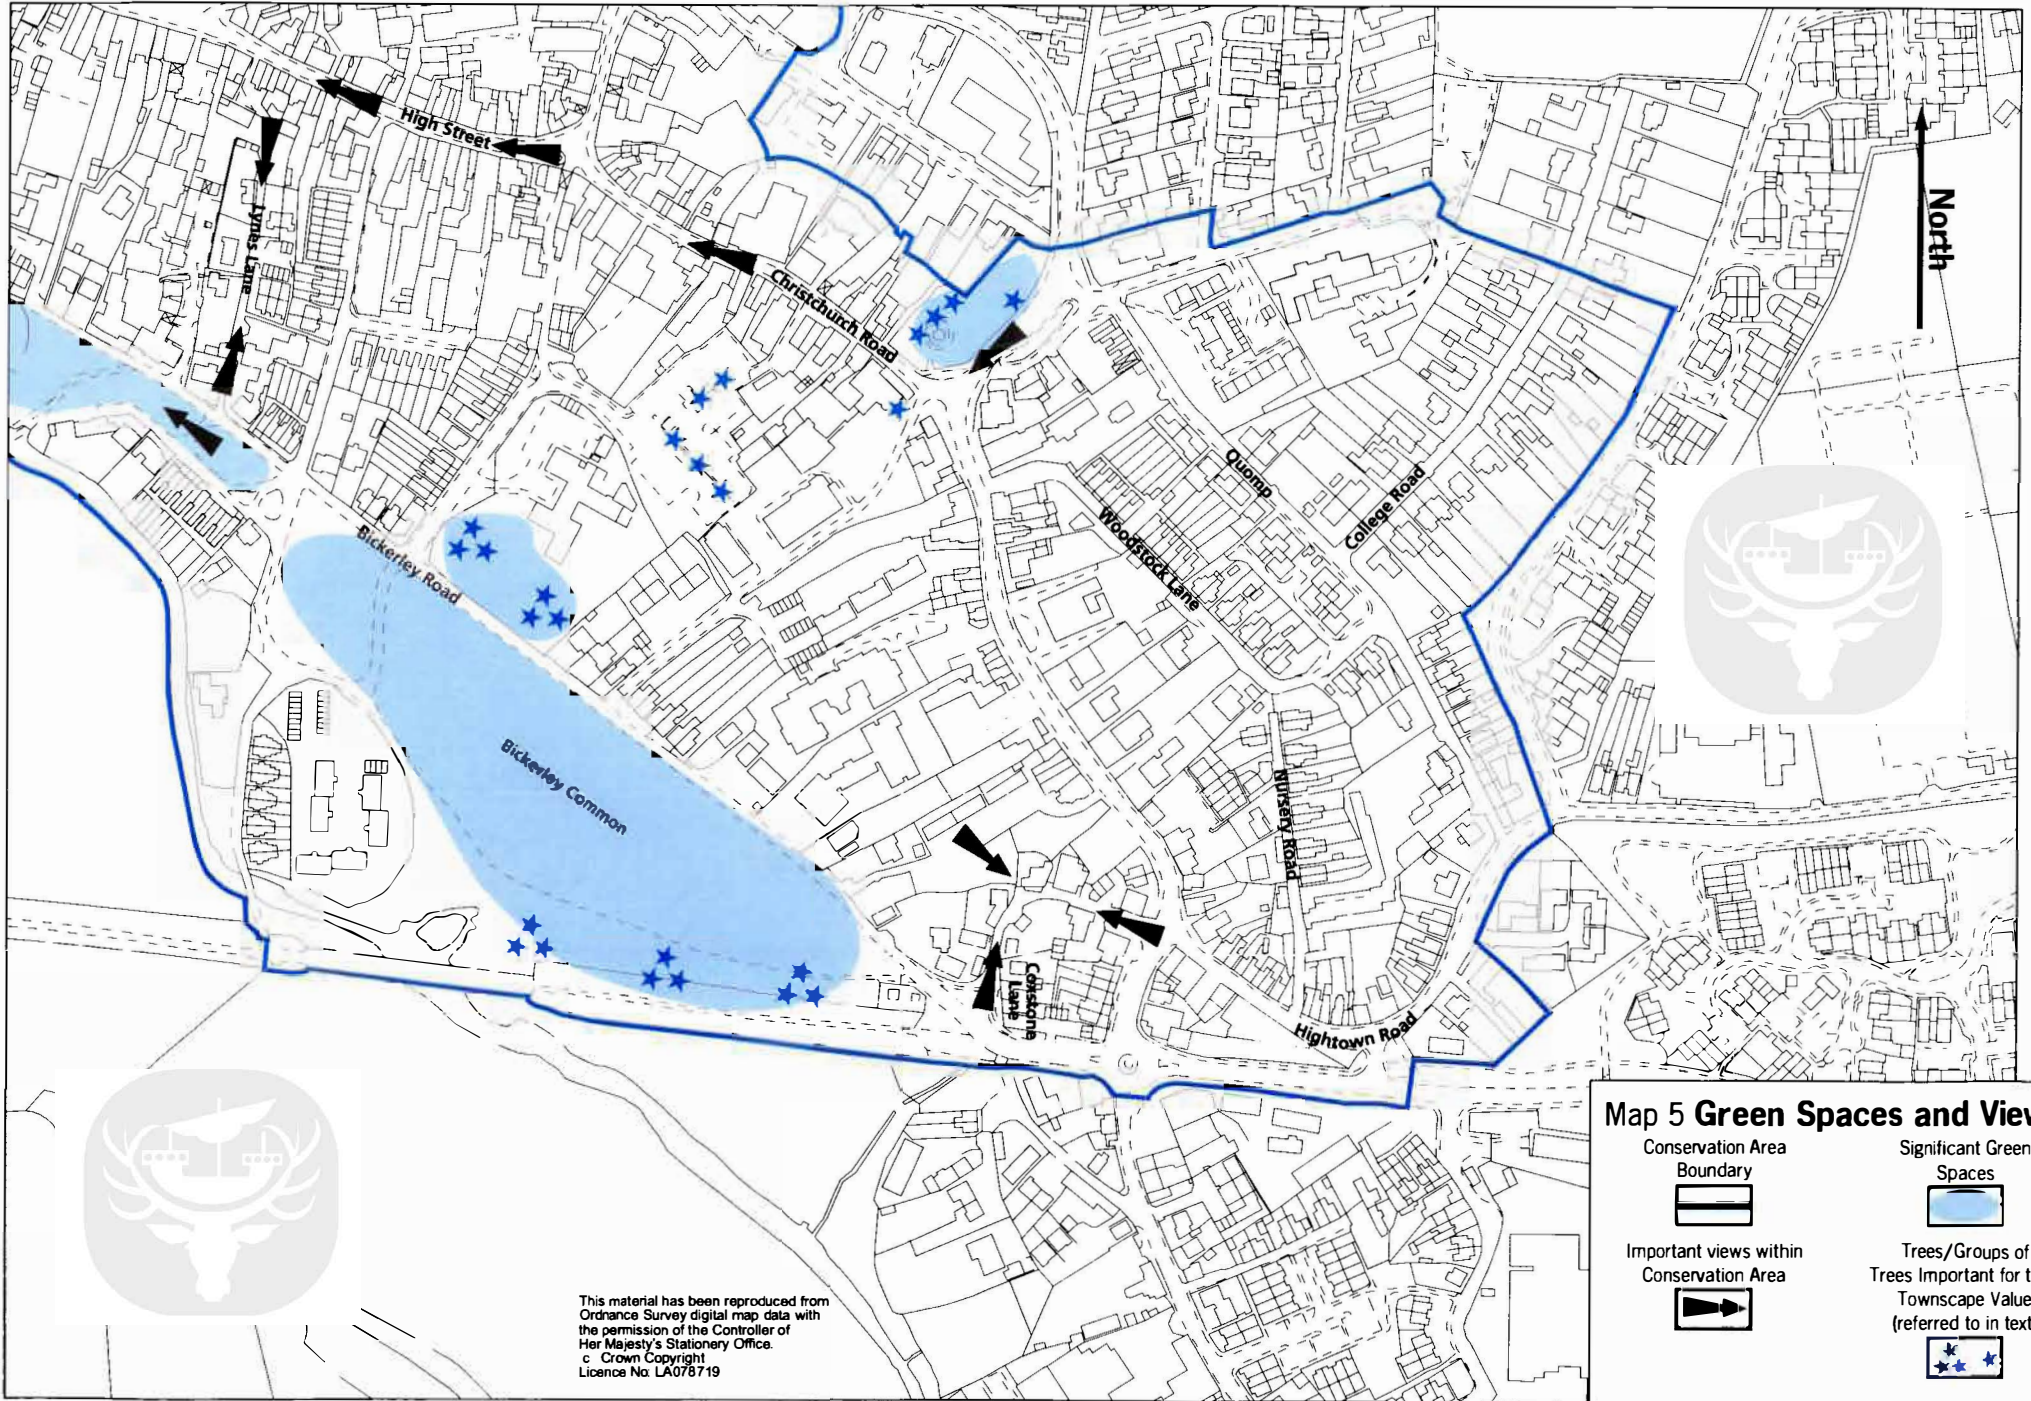 High Street
North
Lynes Lane
Christchurch Road
Quomp
College Road
Woodstock Lane
Bickerley Road
Bickerley Common
Nursery Road
Coxstone
Lane
Hightown Road
Map 5 Green Spaces and View
Conservation Area
Boundary
Significant Green
Spaces
Important views within
Conservation Area
Trees/Groups of
Trees Important for t
Townscape Value
(referred to in text
This material has been reproduced from
Ordnance Survey digital map data with
the permission of the Controller of
Her Majesty's Stationery Office.
c Crown Copyright
Licence No: LA078719